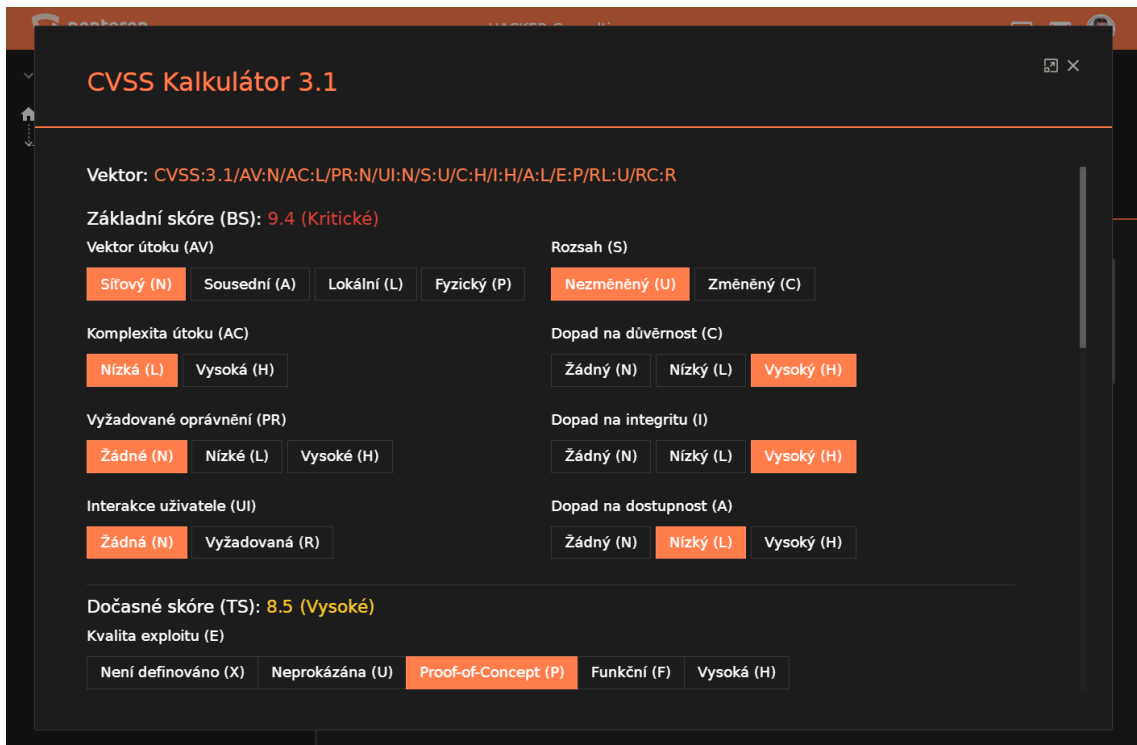 CVSS Kalkulátor 3.1
Vektor: CVSS:3.1/AV:N/AC:L/PR:N/UI:N/S:U/C:H/I:H/A:L/E:P/RL:U/RC:R
Základní skóre (BS): 9.4 (Kritické)
Vektor útoku (AV)
Síťový (N) Sousední (A) Lokální (L) Fyzický (P)
Rozsah (S)
Nezměněný (U) Změněný (C)
Komplexita útoku (AC)
Nízká (L) Vysoká (H)
Dopad na důvěrnost (C)
Žádný (N) Nízký (L) Vysoký (H)
Vyžadované oprávnění (PR)
Žádné (N) Nízké (L) Vysoké (H)
Dopad na integritu (I)
Žádný (N) Nízký (L) Vysoký (H)
Interakce uživatele (UI)
Žádná (N) Vyžadovaná (R)
Dopad na dostupnost (A)
Žádný (N) Nízký (L) Vysoký (H)
Dočasné skóre (TS): 8.5 (Vysoké)
Kvalita exploitu (E)
Není definováno (X) Neprokázána (U) Proof-of-Concept (P) Funkční (F) Vysoká (H)